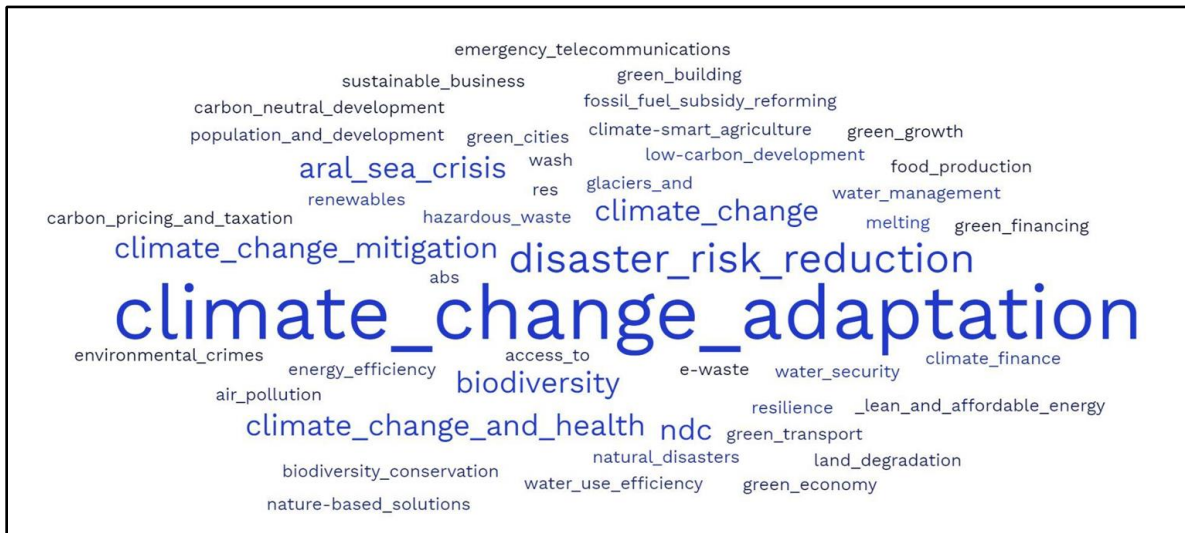 emergency_telecommunications
sustainable_business
green_building
carbon_neutral_development
fossil_fuel_subsidy_reforming
population_and_development
green_cities
climate-smart_agriculture
green_growth
aral_sea_crisis
wash
low-carbon_development
food_production
renewables
res
glaciers_and
water_management
carbon_pricing_and_taxation
hazardous_waste
climate_change
melting
green_financing
climate_change_mitigation
disaster_risk_reduction
abs
climate_change_adaptation
environmental_crimes
energy_efficiency
access_to
e-waste
water_security
climate_finance
air_pollution
biodiversity
resilience
_lean_and_affordable_energy
climate_change_and_health
ndc
green_transport
biodiversity_conservation
natural_disasters
land_degradation
water_use_efficiency
green_economy
nature-based_solutions